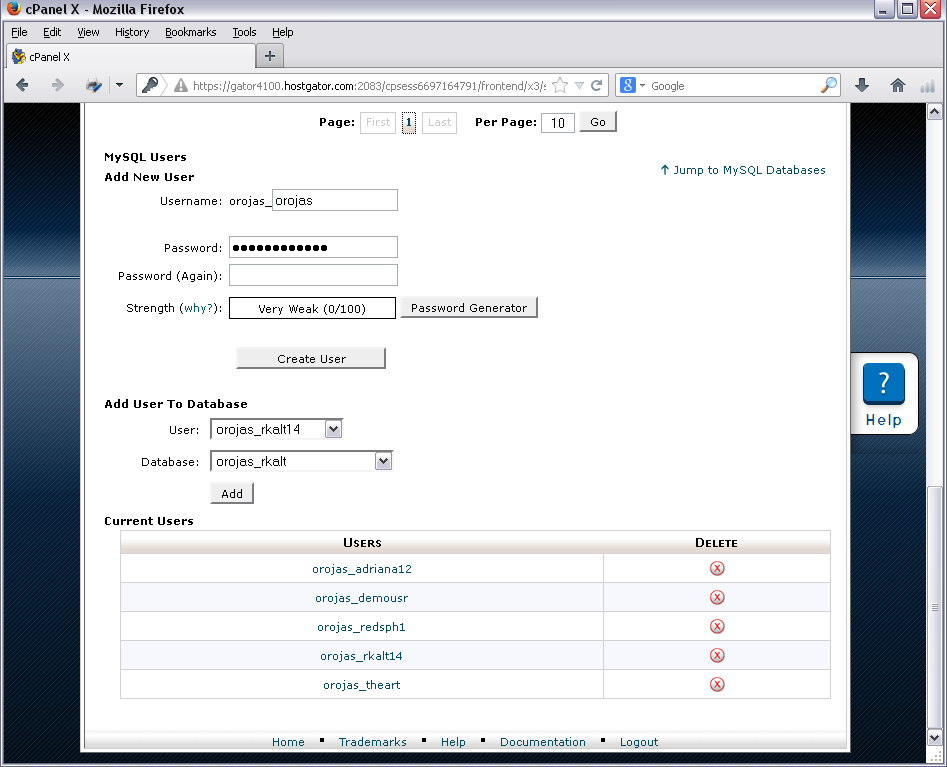 cPanel X - Mozilla Firefox
File Edit View History Bookmarks Tools Help
cPanel X +
https://gator4100.hostgator.com:2083/cpsess6697164791/frontend/x3/s 8 Google
Page: First 1 Last Per Page: 10 Go
MySQL Users
↑ Jump to MySQL Databases
Add New User
Username: orojas_orojas
Password: ●●●●●●●●●●●●
Password (Again):
Strength (why?): Very Weak (0/100) Password Generator
Create User
?
Help
Add User To Database
User: orojas_rkalt14
Database: orojas_rkalt
Add
Current Users
USERS DELETE
orojas_adriana12
orojas_demousr
orojas_redsph1
orojas_rkalt14
orojas_theart
Home ▪ Trademarks ▪ Help ▪ Documentation ▪ Logout